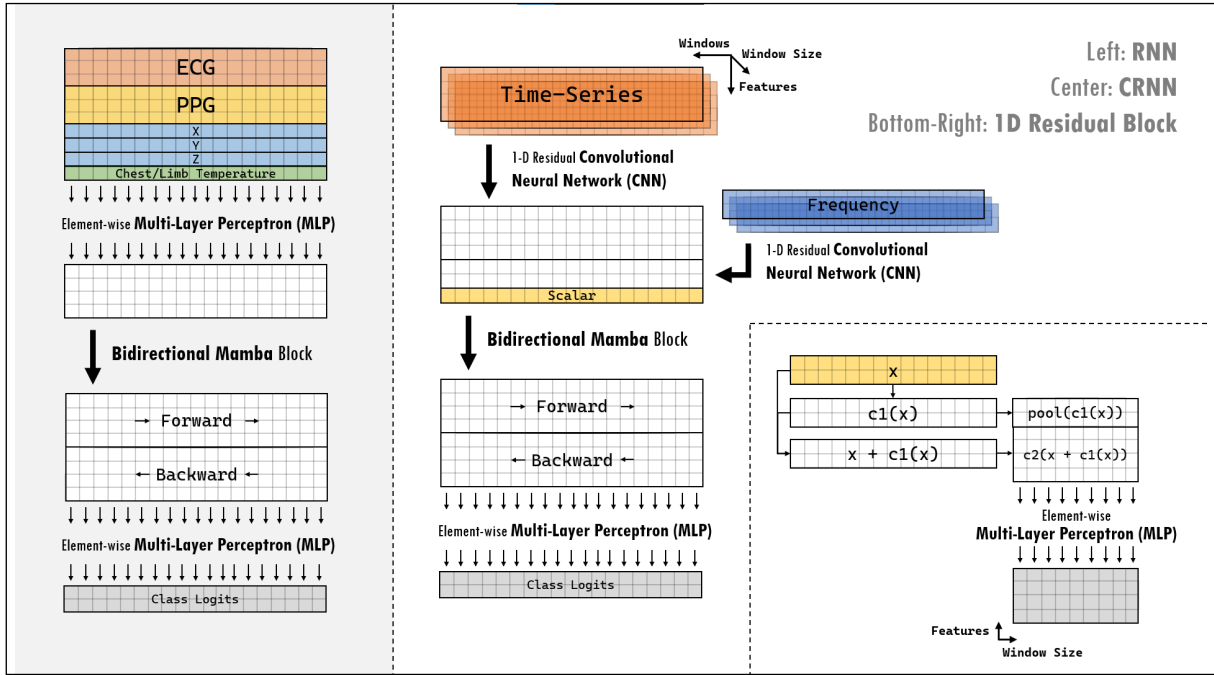 ECG
PPG
X
Y
Z
Chest/Limb Temperature
Element-wise Multi-Layer Perceptron (MLP)
Bidirectional Mamba Block
Forward
Backward
Element-wise Multi-Layer Perceptron (MLP)
Class Logits
Windows
Window Size
Features
Time-Series
1-D Residual Convolutional
Neural Network (CNN)
Frequency
1-D Residual Convolutional
Neural Network (CNN)
Scalar
Bidirectional Mamba Block
Forward
Backward
Element-wise Multi-Layer Perceptron (MLP)
Class Logits
Left: RNN
Center: CRNN
Bottom-Right: 1D Residual Block
x
c1(x)
pool(c1(x))
x + c1(x)
c2(x + c1(x))
Element-wise
Multi-Layer Perceptron (MLP)
Features
Window Size